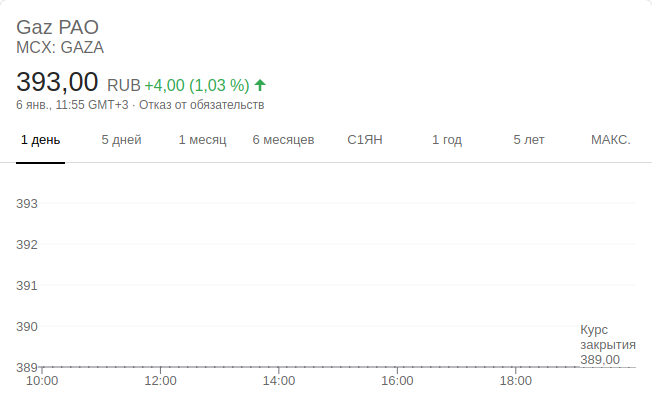 Gaz PAO
MCX: GAZA
393,00 RUB +4,00 (1,03 %)
6 янв., 11:55 GMT+3 · Отказ от обязательств
1 день 5 дней 1 месяц 6 месяцев С1ЯН 1 год 5 лет МАКС.
393
392
391
390
389
Курс
закрытия
389,00
10:00 12:00 14:00 16:00 18:00